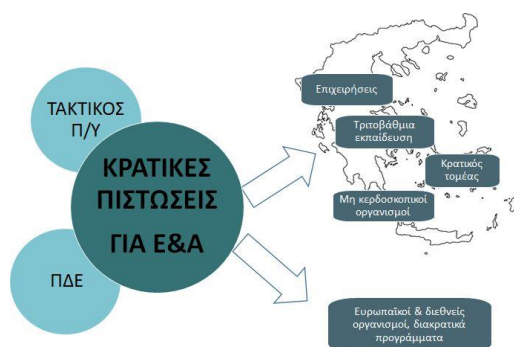 ΤΑΚΤΙΚΟΣ
Π/Υ
ΚΡΑΤΙΚΕΣ
ΠΙΣΤΩΣΕΙΣ
ΓΙΑ Ε&Α
ΠΔΕ
Επιχειρήσεις
Τριτοβάθμια
εκπαίδευση
Κρατικός
τομέας
Μη κερδοσκοπικοί
οργανισμοί
Ευρωπαϊκοί & διεθνείς
οργανισμοί, διακρατικά
προγράμματα